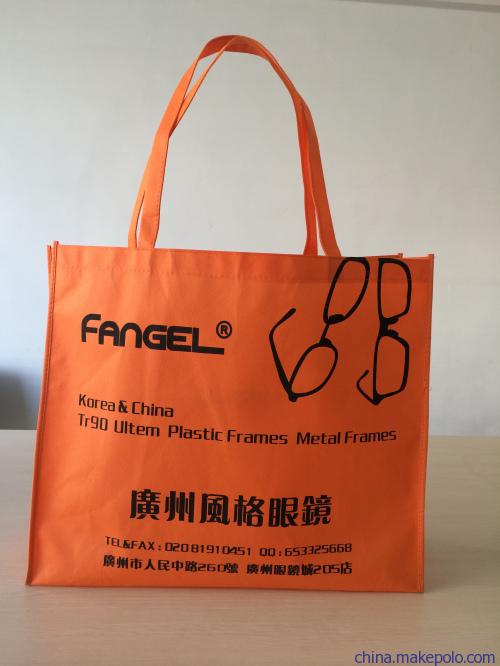 FANGEL®
Korea & China
Tr90 Ultem Plastic Frames Metal Frames
廣州風格眼鏡
TEL&FAX : 020 81910451 QQ : 653325668
廣州市人民中路260號 廣州眼鏡城205店
china.makepolo.com